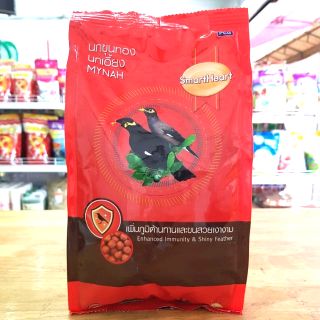 PCG
นกขุนทอง
นกเอี้ยง
MYNAH
SmartHeart
เพิ่มภูมิต้านทานและขนสวยเงางาม
Enhanced Immunity & Shiny Feather